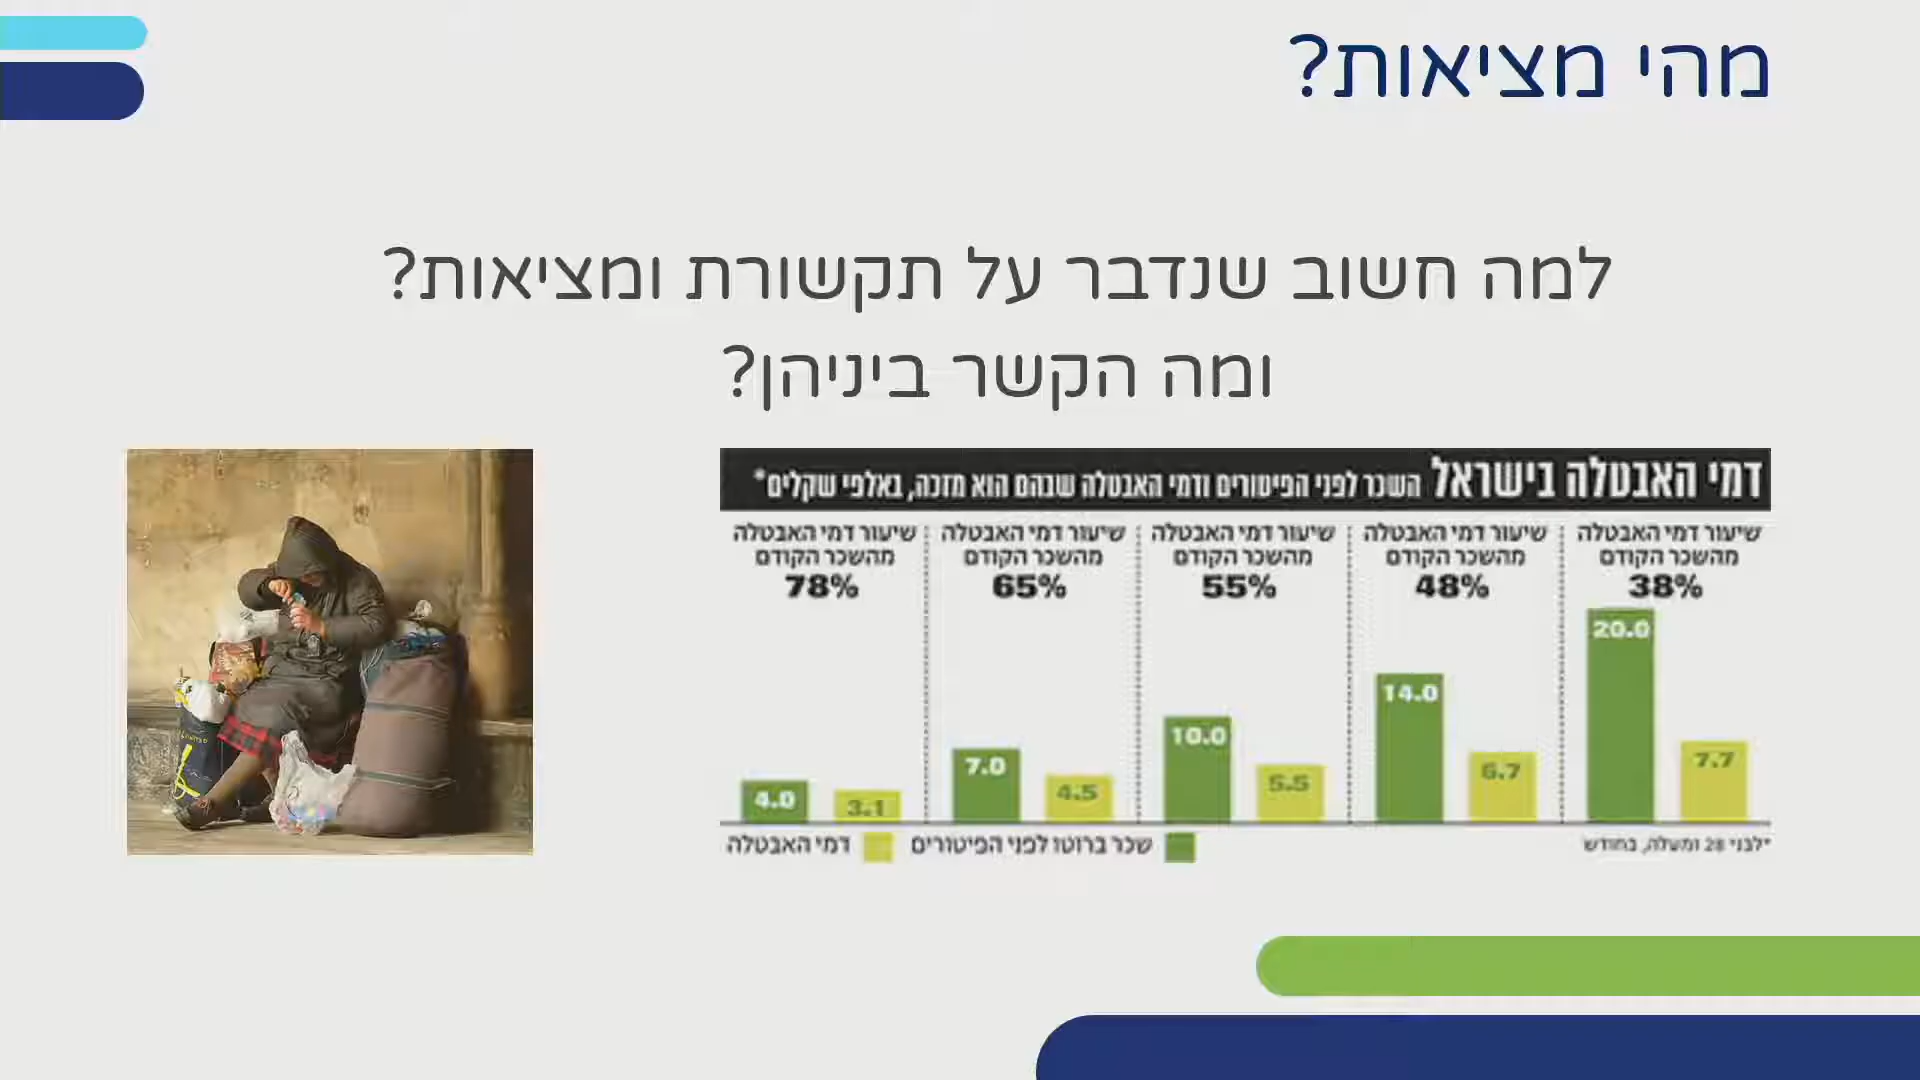 מהי מציאות?
למה חשוב שנדבר על תקשורת ומציאות?
ומה הקשר ביניהן?
דמי האבטלה בישראל השכר לפני הפיטורים ודמי האבטלה שבהם הוא מזכה, באלפי שקלים*
שיעור דמי האבטלה
מהשכר הקודם
38%
שיעור דמי האבטלה
מהשכר הקודם
48%
שיעור דמי האבטלה
מהשכר הקודם
55%
שיעור דמי האבטלה
מהשכר הקודם
65%
שיעור דמי האבטלה
מהשכר הקודם
78%
20.0
7.7
14.0
6.7
10.0
5.5
7.0
4.5
4.0
3.1
*לבני 28 ומעלה, בחודש
שכר ברוטו לפני הפיטורים
דמי האבטלה